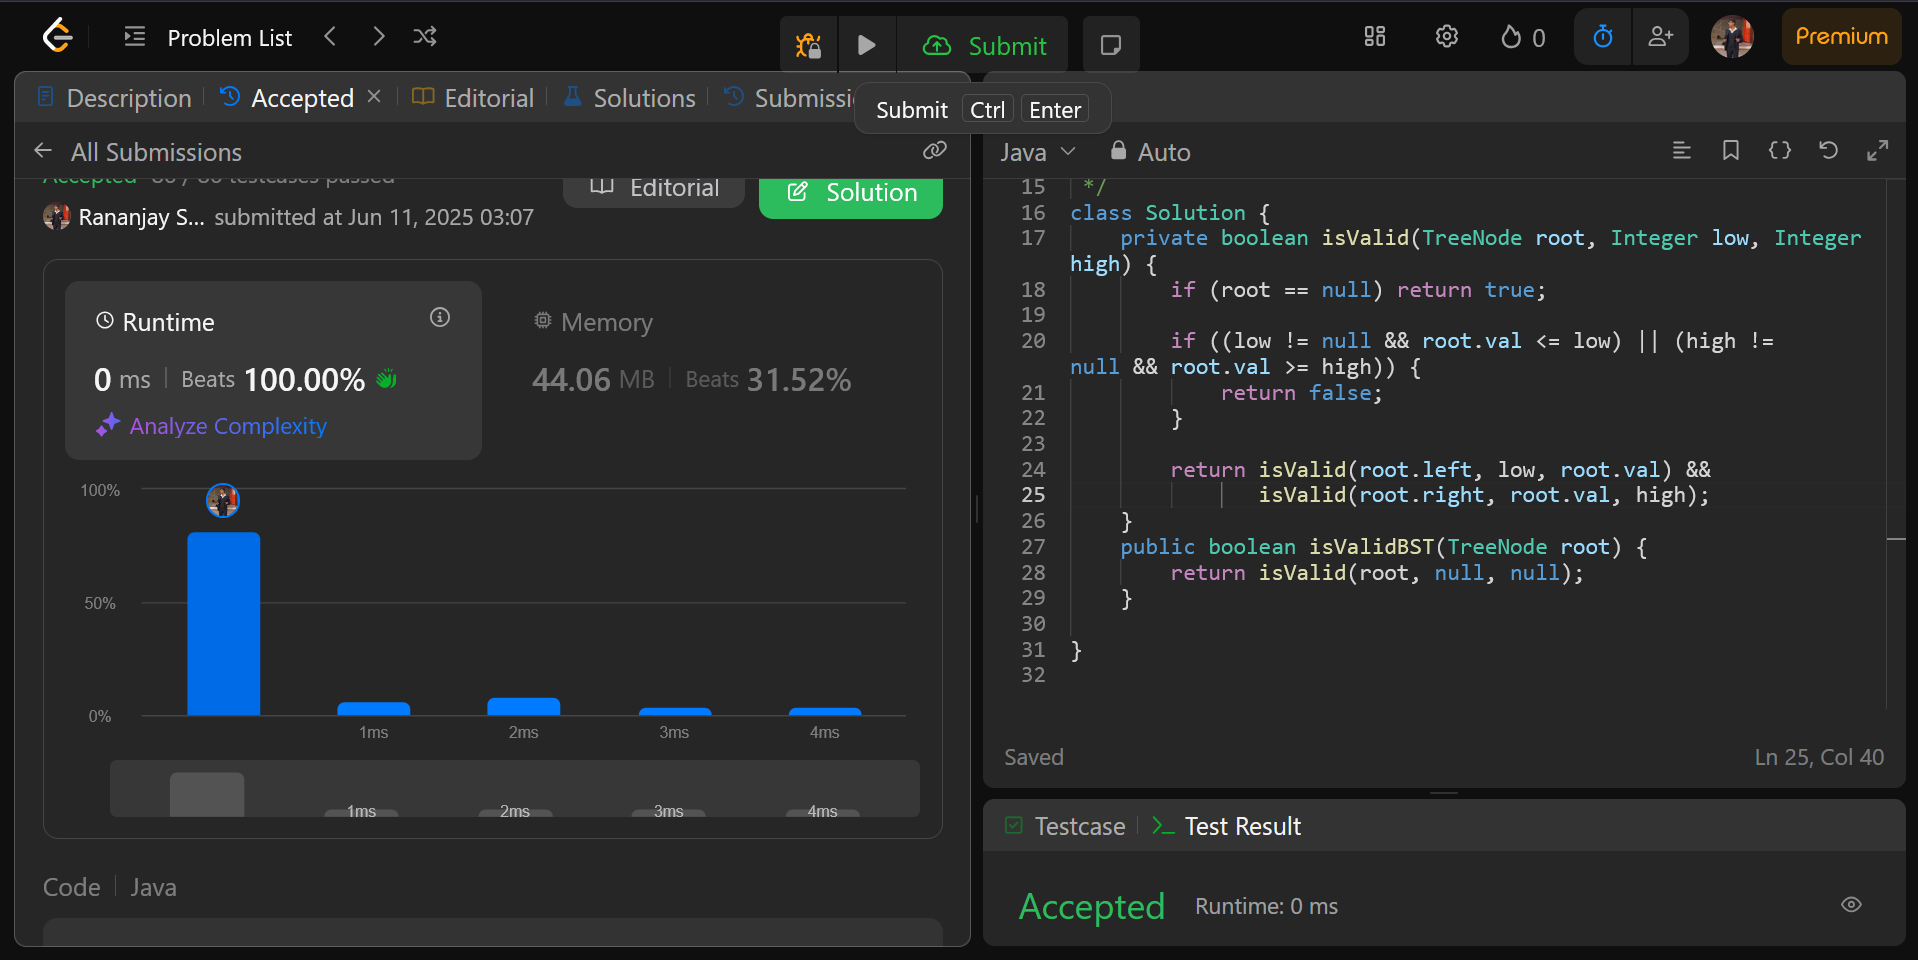 Problem List
Submit
0
Premium
Description
Accepted
Editorial
Solutions
Submissi
Submit Ctrl Enter
All Submissions
Java
Auto
Accepted 86 / 86 testcases passed
Editorial
Solution
Rananjay S... submitted at Jun 11, 2025 03:07
Runtime
0 ms Beats 100.00%
Analyze Complexity
Memory
44.06 MB Beats 31.52%
100%
50%
0%
1ms 2ms 3ms 4ms
1ms 2ms 3ms 4ms
Code Java
15 */
16 class Solution {
17 private boolean isValid(TreeNode root, Integer low, Integer
high) {
18 if (root == null) return true;
19
20 if ((low != null && root.val <= low) || (high !=
null && root.val >= high)) {
21 return false;
22 }
23
24 return isValid(root.left, low, root.val) &&
25 isValid(root.right, root.val, high);
26 }
27 public boolean isValidBST(TreeNode root) {
28 return isValid(root, null, null);
29 }
30
31 }
32
Saved
Ln 25, Col 40
Testcase
>_ Test Result
Accepted Runtime: 0 ms